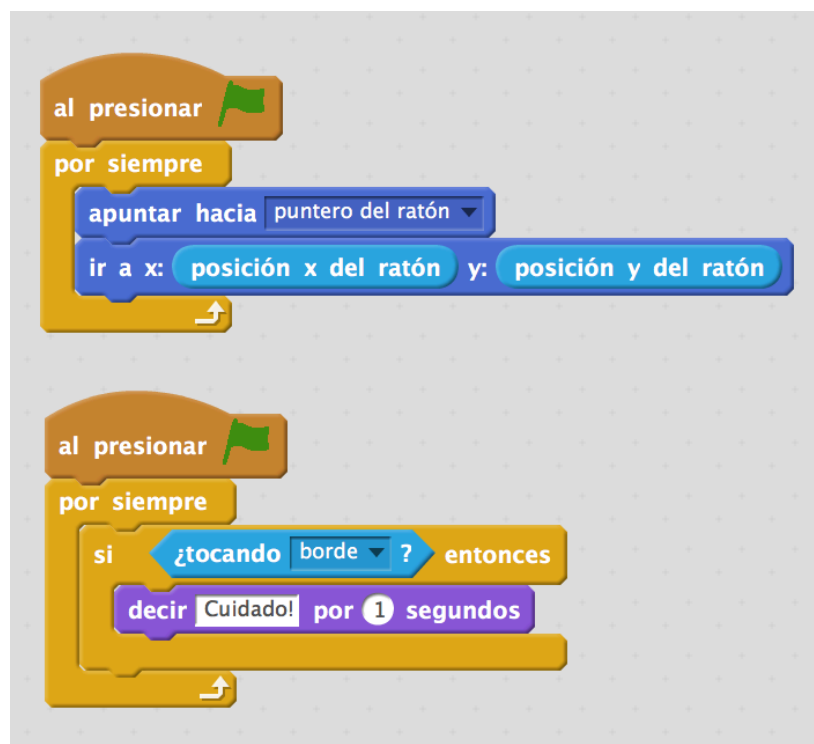 al presionar
por siempre
apuntar hacia puntero del ratón
ir a x: posición x del ratón y: posición y del ratón
al presionar
por siempre
si ¿tocando borde ? entonces
decir Cuidado! por 1 segundos